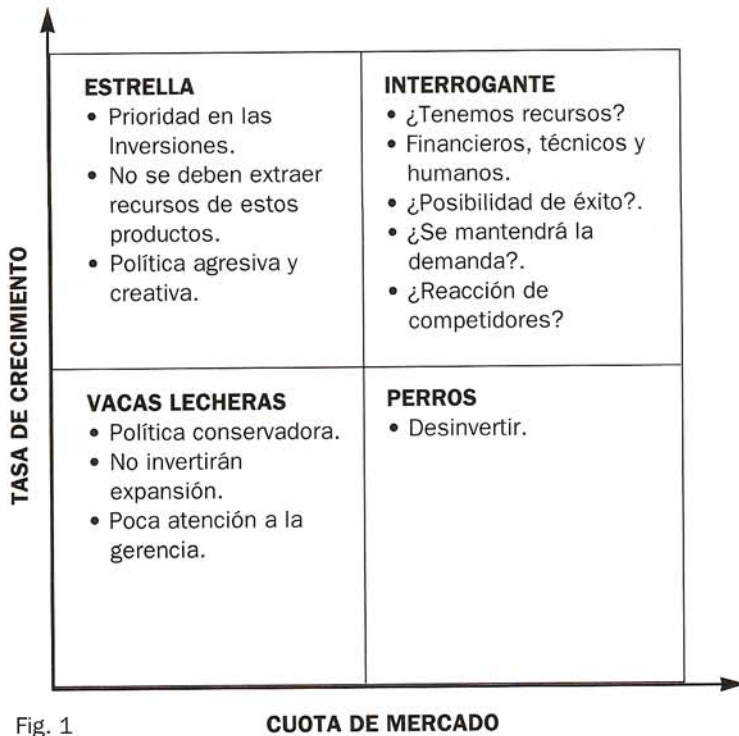 ESTRELLA
• Prioridad en las
Inversiones.
• No se deben extraer
recursos de estos
productos.
• Política agresiva y
creativa.
INTERROGANTE
• ¿Tenemos recursos?
• Financieros, técnicos y
humanos.
• ¿Posibilidad de éxito?.
• ¿Se mantendrá la
demanda?.
• ¿Reacción de
competidores?
VACAS LECHERAS
• Política conservadora.
• No invertirán
expansión.
• Poca atención a la
gerencia.
PERROS
• Desinvertir.
TASA DE CRECIMIENTO
Fig. 1
CUOTA DE MERCADO